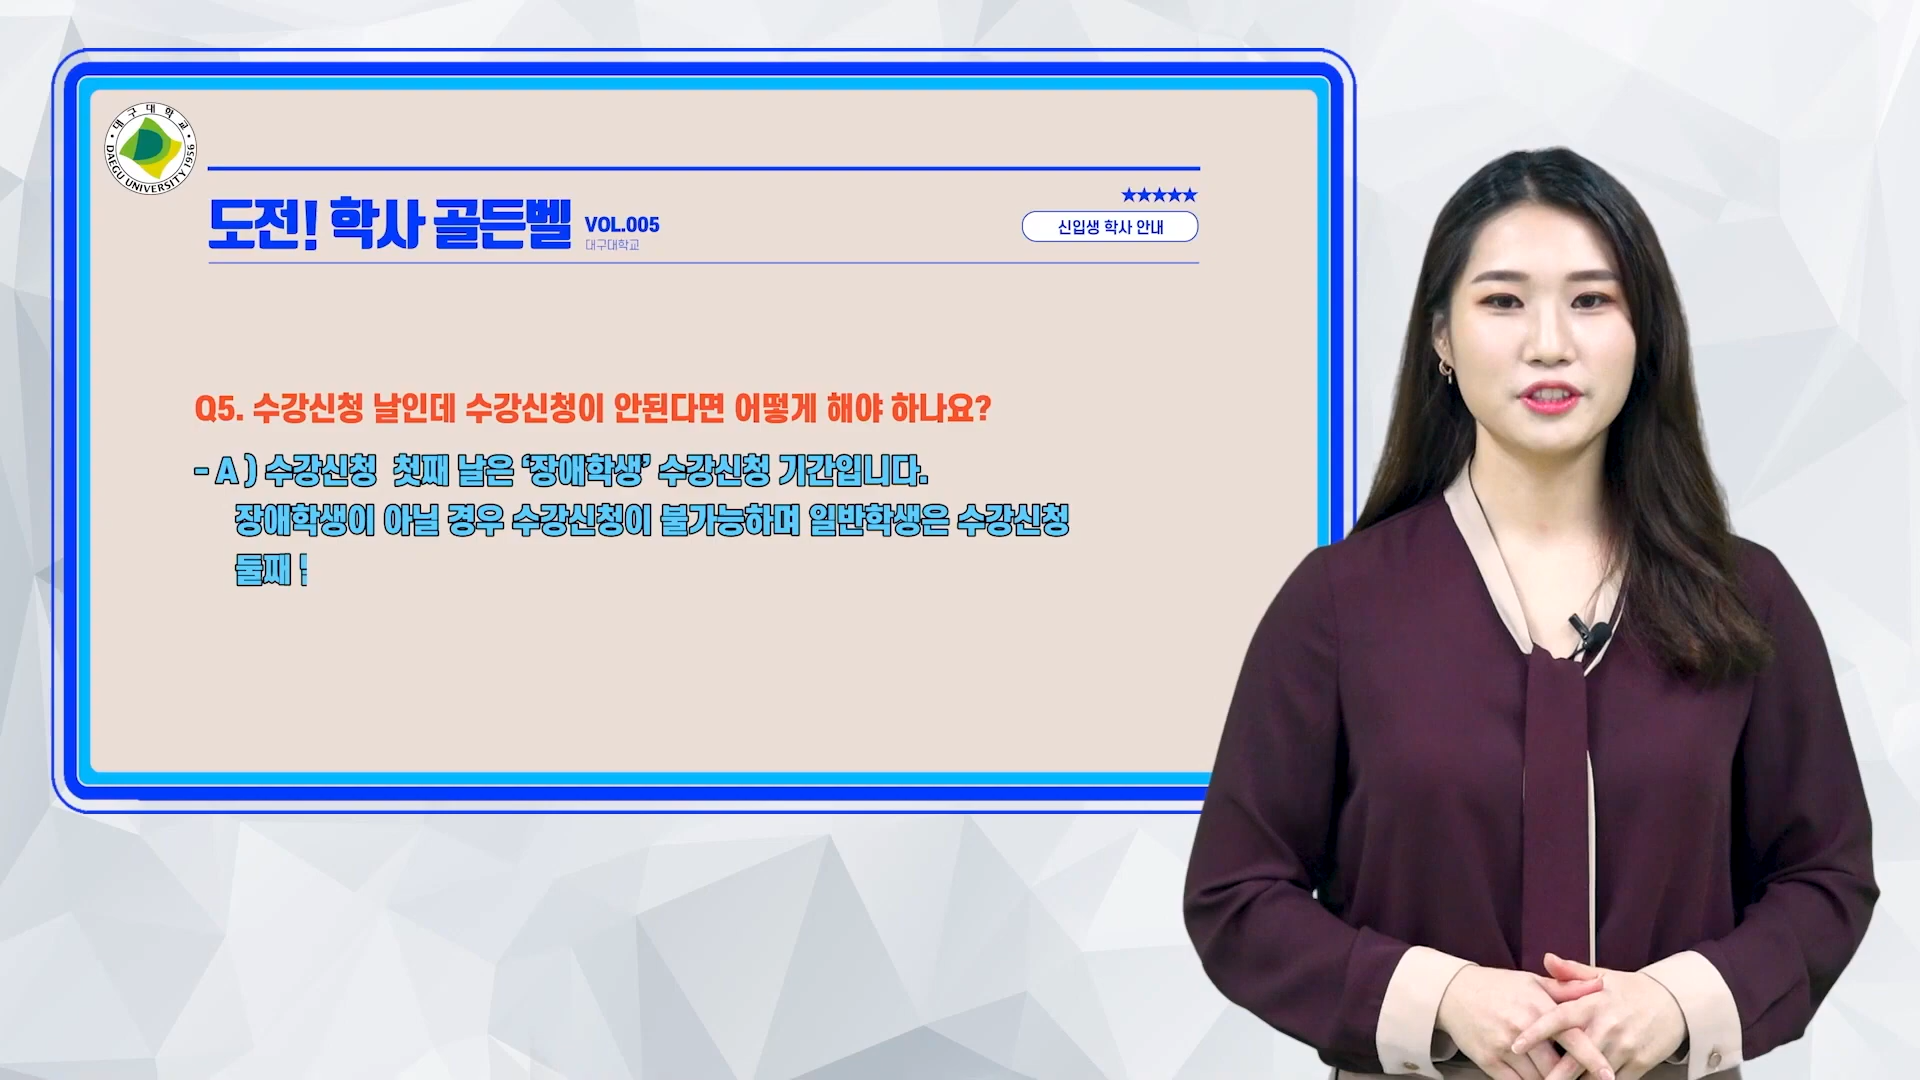 대구대학교
DAEGU UNIVERSITY 1956
도전! 학사 골든벨 VOL.005
대구대학교
★★★★★
신입생 학사 안내
Q5. 수강신청 날인데 수강신청이 안된다면 어떻게 해야 하나요?
- A ) 수강신청 첫째 날은 ‘장애학생’ 수강신청 기간입니다.
장애학생이 아닐 경우 수강신청이 불가능하며 일반학생은 수강신청
둘째